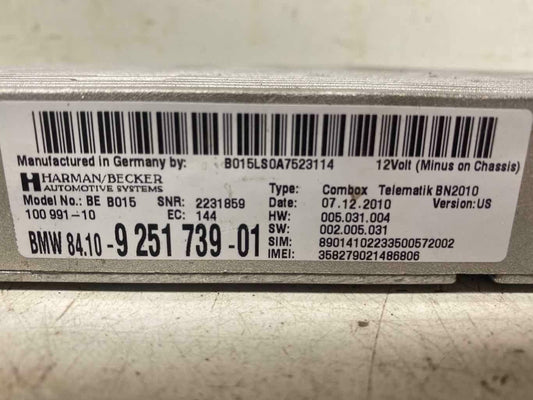 Manufactured in Germany by: B015LS0A7523114 12Volt (Minus on Chassis)
HARMAN/BECKER
AUTOMOTIVE SYSTEMS
Model No.: BE B015 SNR: 2231859
100 991-10 EC: 144
BMW 84.10-9 251 739-01
Type: Combox Telematik BN2010
Date: 07.12.2010 Version: US
HW: 005.031.004
SW: 002.005.031
SIM: 89014102233500572002
IMEI: 358279021486806